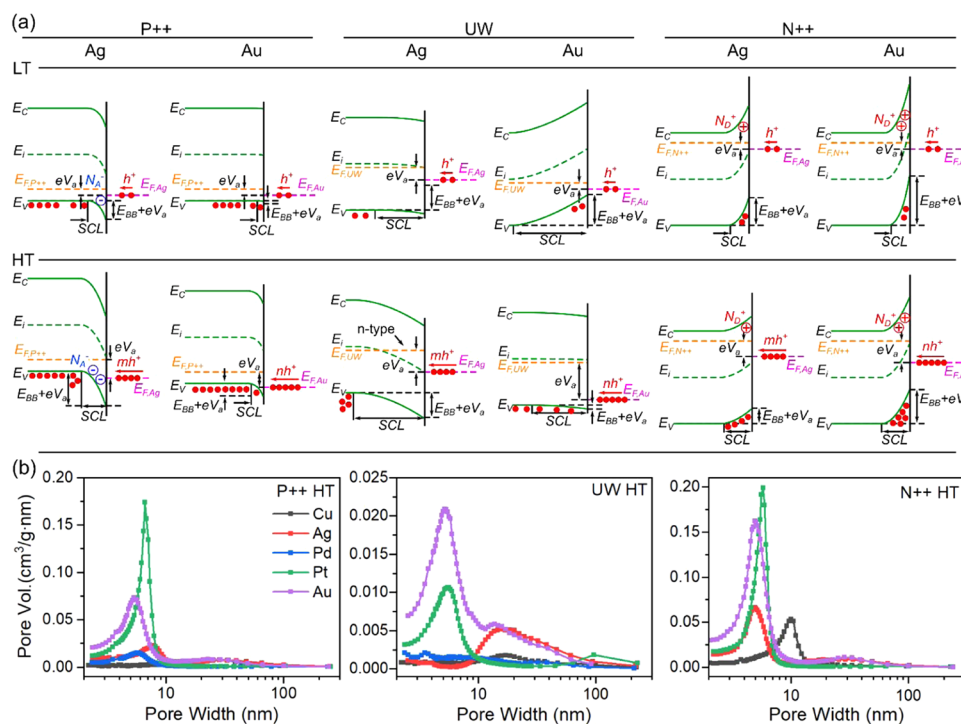 (a)
P++ UW N++
Ag Au Ag Au Ag Au
LT
E_C E_C E_C E_C E_C E_C
N_D^+ N_D^+
E_i E_i E_i E_i E_i E_i
E_F,P++ E_F,P++ E_F,UW E_F,UW E_F,N++ E_F,N++
N_A^- eV_a eV_a eV_a eV_a eV_a eV_a
h^+ h^+ h^+ h^+ h^+ h^+
E_F,Ag E_F,Au E_F,Ag E_F,Au E_F,Ag E_F,Ag
E_V E_V E_V E_V E_V E_V
E_BB+eV_a E_BB+eV_a E_BB+eV_a E_BB+eV_a E_BB+eV_a E_BB+eV_a
SCL SCL SCL SCL SCL SCL
HT
E_C E_C E_C E_C E_C E_C
n-type
N_D^+ N_D^+
E_i E_i E_i E_i E_i E_i
E_F,P++ E_F,P++ E_F,UW E_F,UW E_F,N++ E_F,N++
N_A^- eV_a eV_a eV_a eV_a eV_a eV_a
mh^+ nh^+ mh^+ nh^+ mh^+ nh^+
E_F,Ag E_F,Au E_F,Ag E_F,Au E_F,Ag E_F,Ag
E_V E_V E_V E_V E_V E_V
E_BB+eV_a E_BB+eV_a E_BB+eV_a E_BB+eV_a E_BB+eV_a E_BB+eV_a
SCL SCL SCL SCL SCL SCL
(b)
Pore Vol.(cm³/g·nm)
0.20
0.15
0.10
0.05
0.00
P++ HT
Cu
Ag
Pd
Pt
Au
10 100
Pore Width (nm)
0.025
0.020
0.015
0.010
0.005
0.000
UW HT
10 100
Pore Width (nm)
0.20
0.15
0.10
0.05
0.00
N++ HT
10 100
Pore Width (nm)